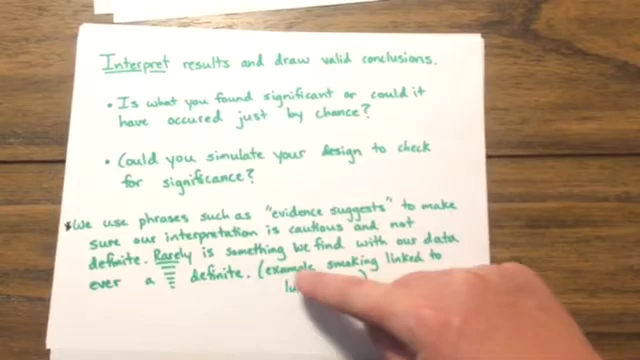 Interpret results and draw valid conclusions.
• Is what you found significant or could it
have occured just by chance?
• Could you simulate your design to check
for significance?
*We use phrases such as "evidence suggests" to make
sure our interpretation is cautious and not
definite. Rarely is something we find with our data
ever a definite. (example smoking linked to